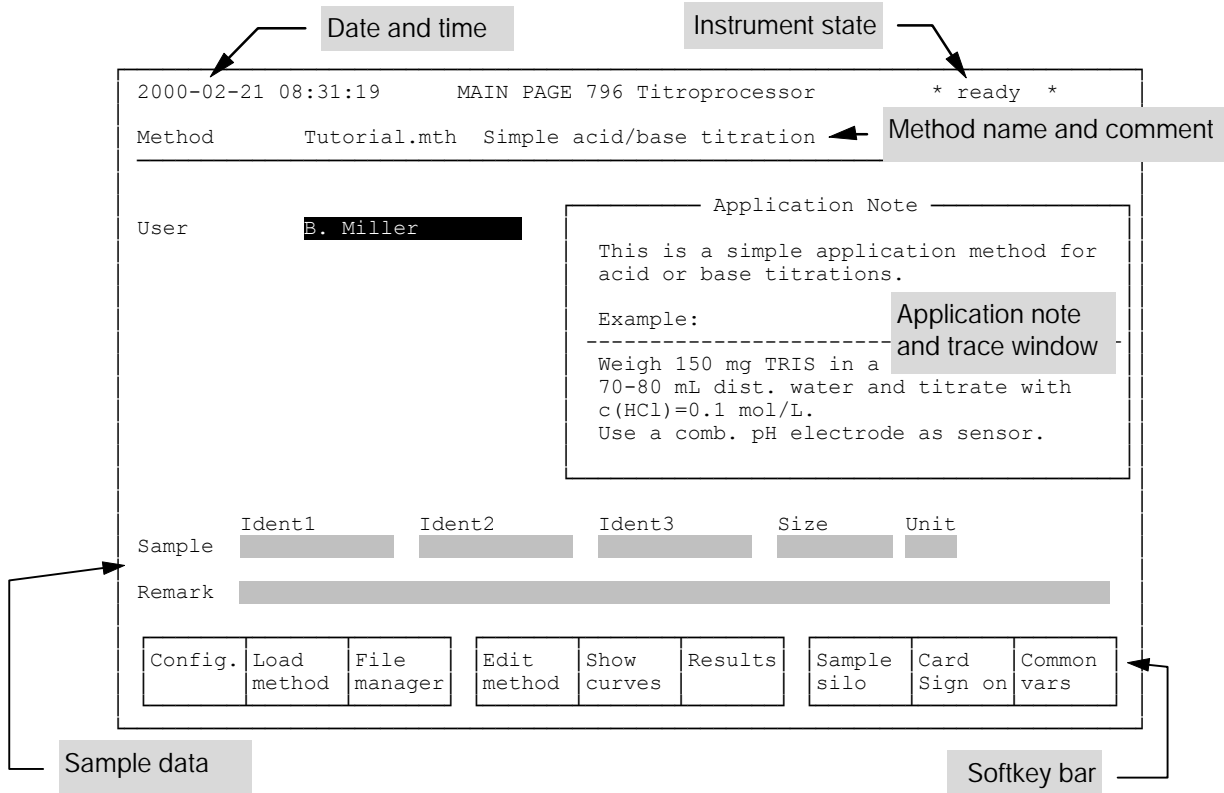 Date and time
Instrument state
2000-02-21 08:31:19 MAIN PAGE 796 Titroprocessor * ready *
Method Tutorial.mth Simple acid/base titration
Method name and comment
Application Note
User B. Miller
This is a simple application method for
acid or base titrations.
Example:
Application note
and trace window
Weigh 150 mg TRIS in a
70-80 mL dist. water and titrate with
c(HCl)=0.1 mol/L.
Use a comb. pH electrode as sensor.
Ident1 Ident2 Ident3 Size Unit
Sample
Remark
Config. Load File Edit Show Results Sample Card Common
method manager method curves silo Sign on vars
Sample data
Softkey bar